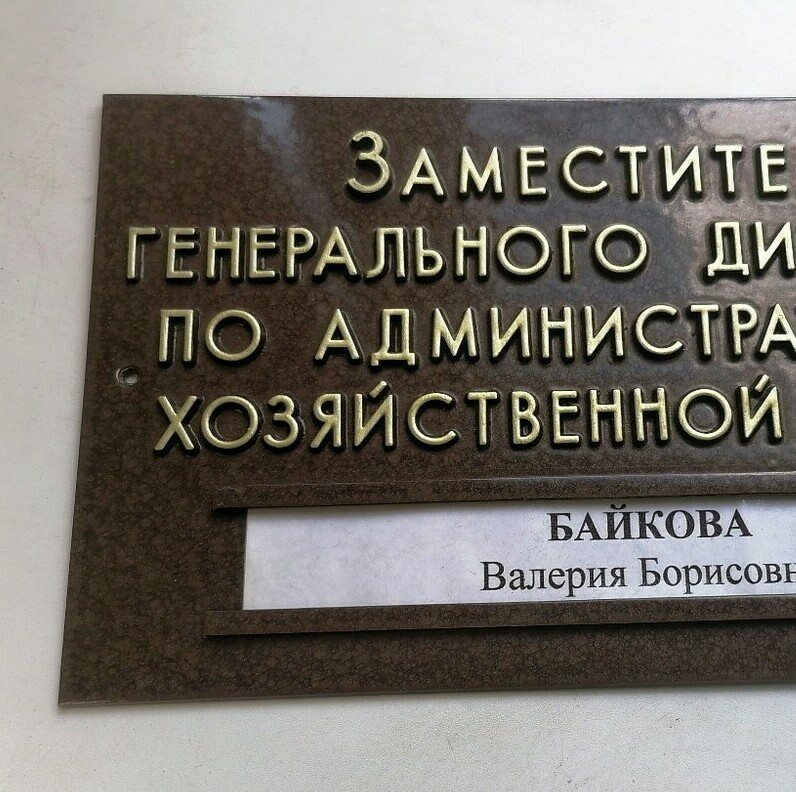 Заместите
генерального ди
по администра
хозяйственной
БАЙКОВА
Валерия Борисовн